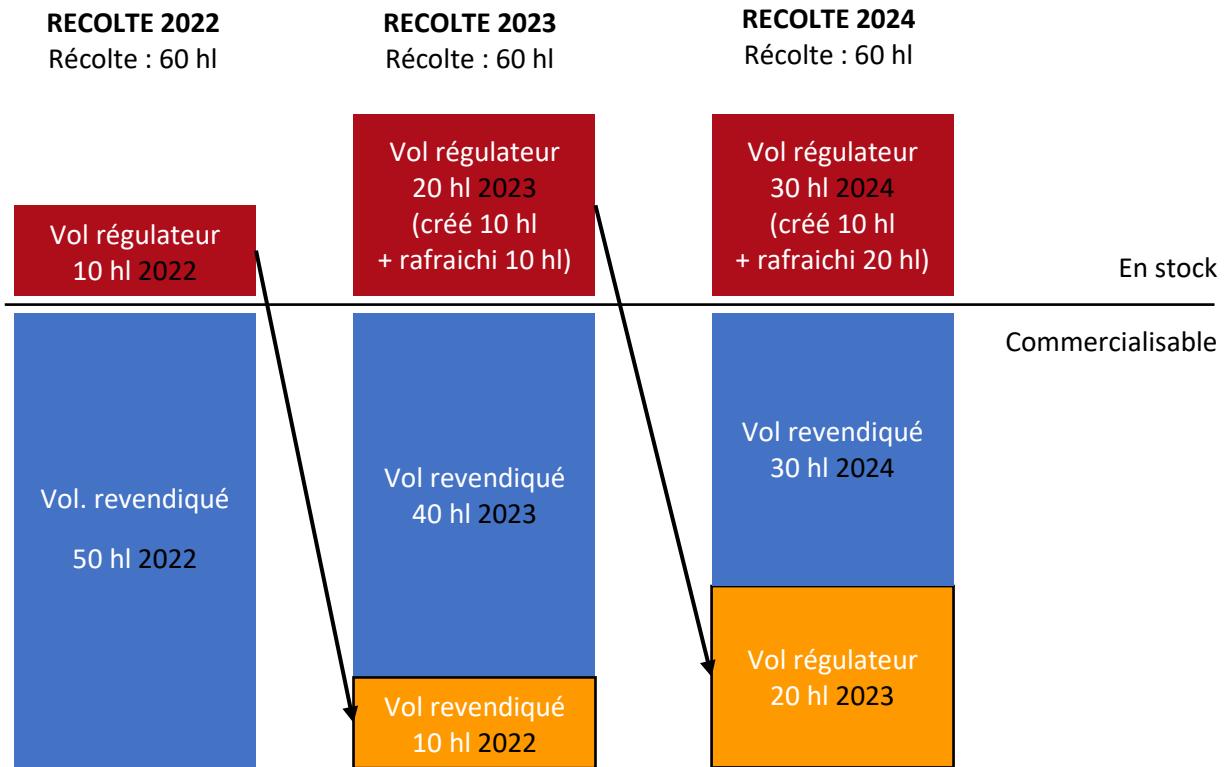 RECOLTE 2022
Récolte : 60 hl
RECOLTE 2023
Récolte : 60 hl
RECOLTE 2024
Récolte : 60 hl
Vol régulateur
10 hl 2022
Vol régulateur
20 hl 2023
(créé 10 hl
+ rafraichi 10 hl)
Vol régulateur
30 hl 2024
(créé 10 hl
+ rafraichi 20 hl)
En stock
Commercialisable
Vol. revendiqué
50 hl 2022
Vol revendiqué
40 hl 2023
Vol revendiqué
30 hl 2024
Vol revendiqué
10 hl 2022
Vol régulateur
20 hl 2023